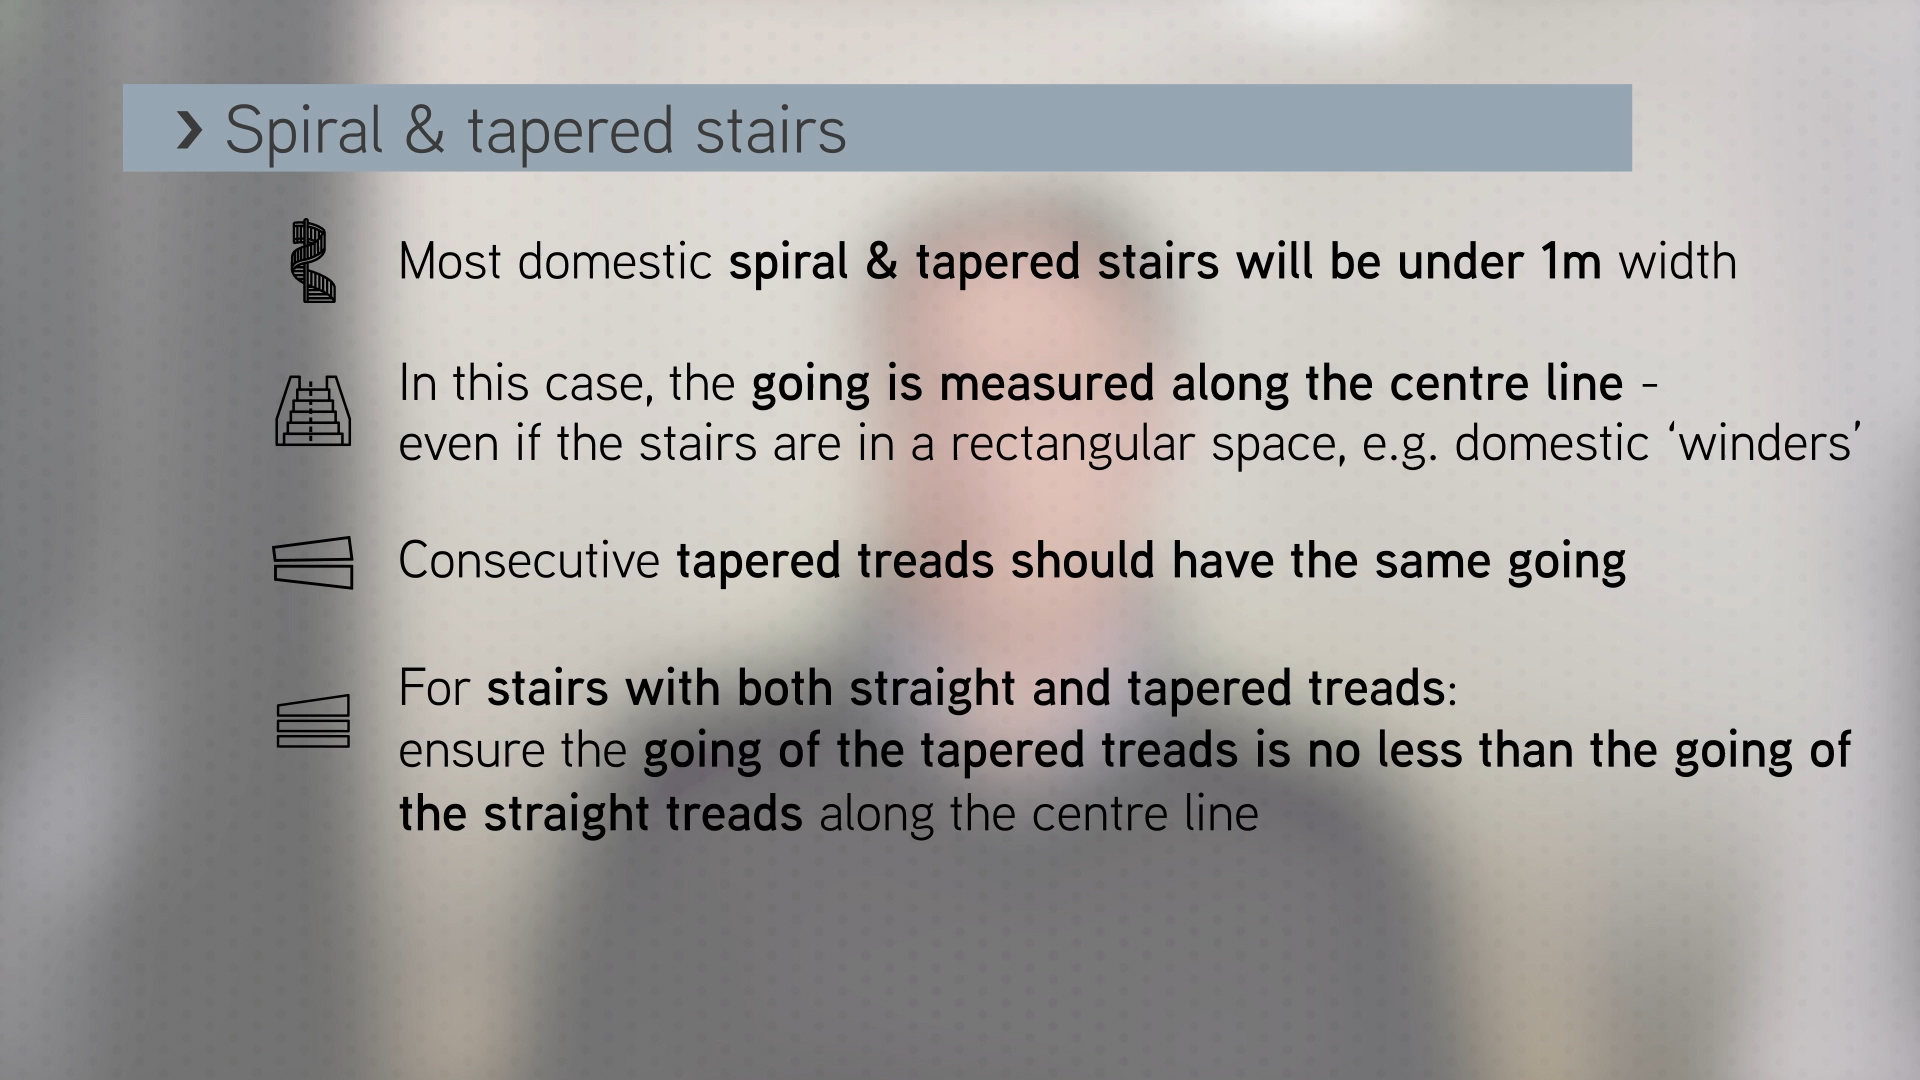 Spiral & tapered stairs
Most domestic spiral & tapered stairs will be under 1m width
In this case, the going is measured along the centre line -
even if the stairs are in a rectangular space, e.g. domestic ‘winders’
Consecutive tapered treads should have the same going
For stairs with both straight and tapered treads:
ensure the going of the tapered treads is no less than the going of
the straight treads along the centre line